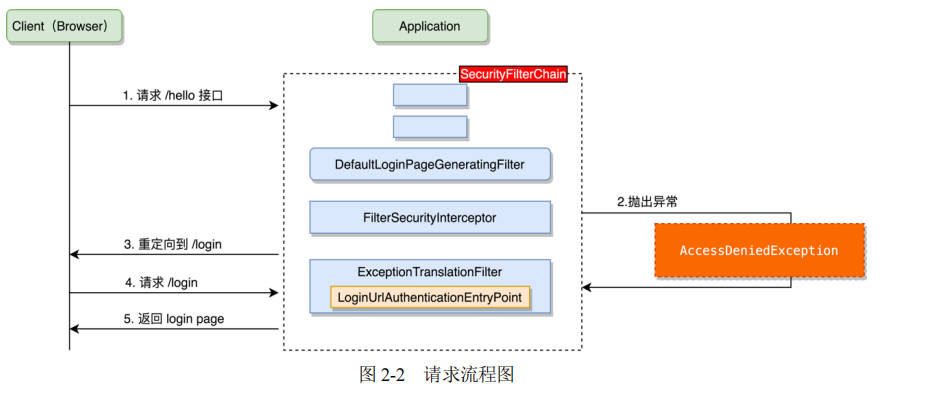 Client（Browser）
Application
SecurityFilterChain
1. 请求 /hello 接口
DefaultLoginPageGeneratingFilter
2.抛出异常
FilterSecurityInterceptor
AccessDeniedException
3. 重定向到 /login
ExceptionTranslationFilter
4. 请求 /login
LoginUrlAuthenticationEntryPoint
5. 返回 login page
图 2-2 请求流程图